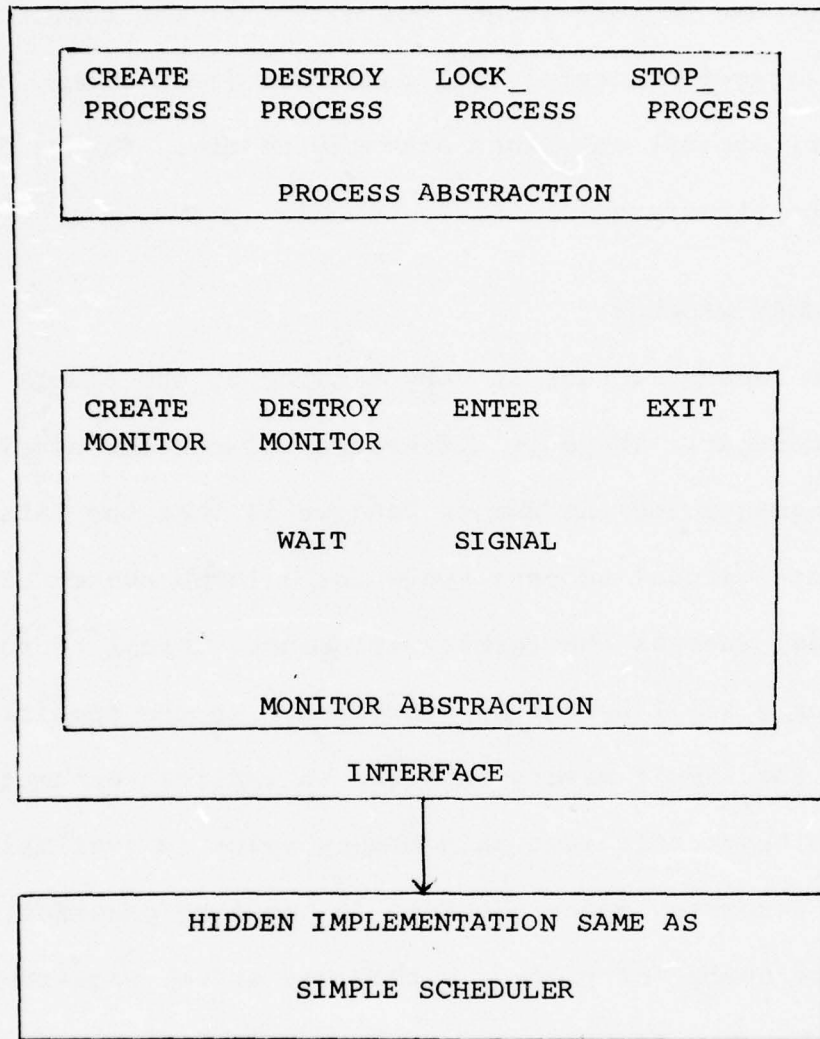 CREATE DESTROY LOCK_ STOP_
PROCESS PROCESS PROCESS PROCESS
PROCESS ABSTRACTION
CREATE DESTROY ENTER EXIT
MONITOR MONITOR
WAIT SIGNAL
MONITOR ABSTRACTION
INTERFACE
HIDDEN IMPLEMENTATION SAME AS
SIMPLE SCHEDULER